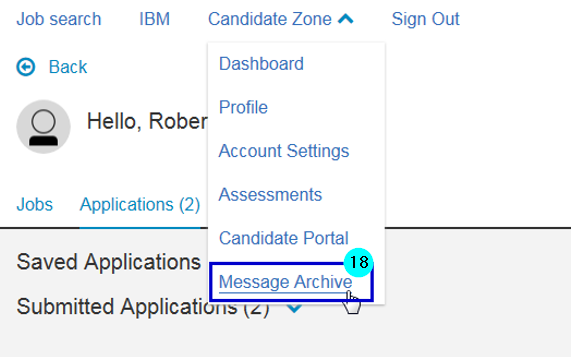 Job search IBM Candidate Zone Sign Out
Back
Dashboard
Hello, Rober
Profile
Account Settings
Assessments
Jobs Applications (2)
Candidate Portal
Saved Applications
18
Message Archive
Submitted Applications (2)